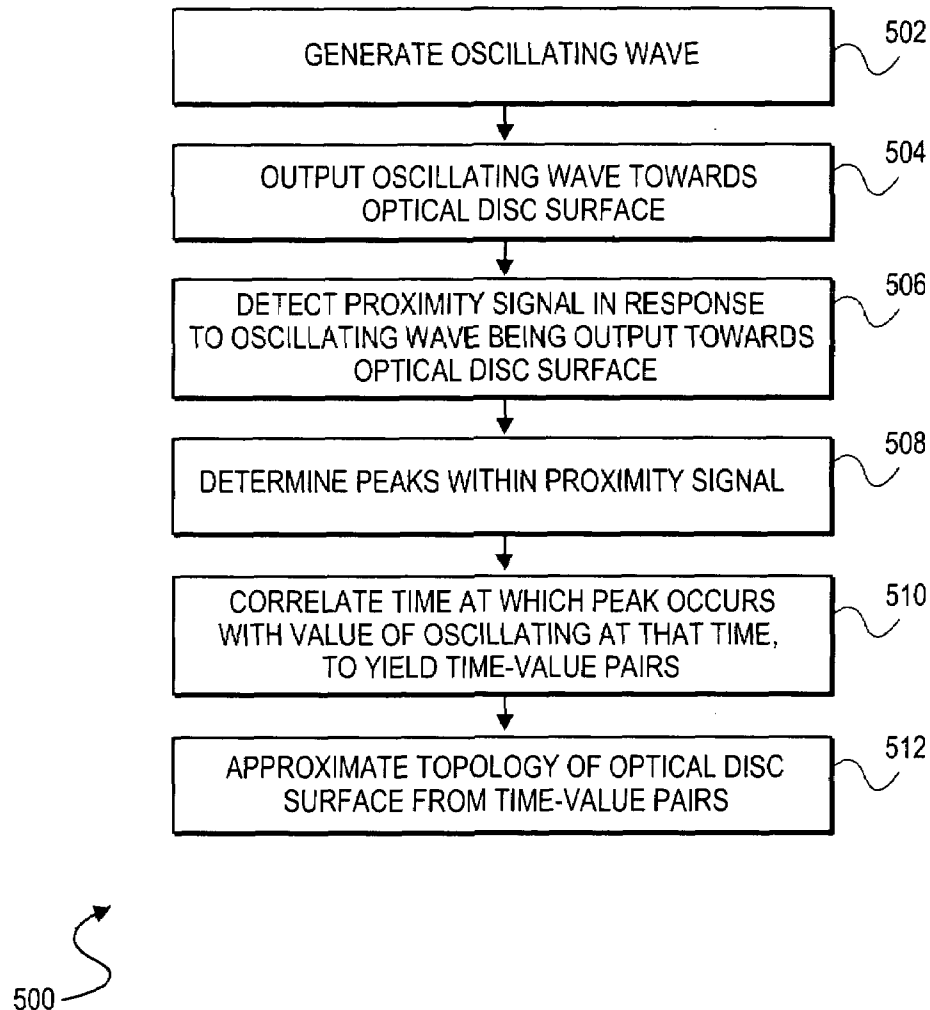 GENERATE OSCILLATING WAVE
502
OUTPUT OSCILLATING WAVE TOWARDS
OPTICAL DISC SURFACE
504
DETECT PROXIMITY SIGNAL IN RESPONSE
TO OSCILLATING WAVE BEING OUTPUT TOWARDS
OPTICAL DISC SURFACE
506
DETERMINE PEAKS WITHIN PROXIMITY SIGNAL
508
CORRELATE TIME AT WHICH PEAK OCCURS
WITH VALUE OF OSCILLATING AT THAT TIME,
TO YIELD TIME-VALUE PAIRS
510
APPROXIMATE TOPOLOGY OF OPTICAL DISC
SURFACE FROM TIME-VALUE PAIRS
512
500